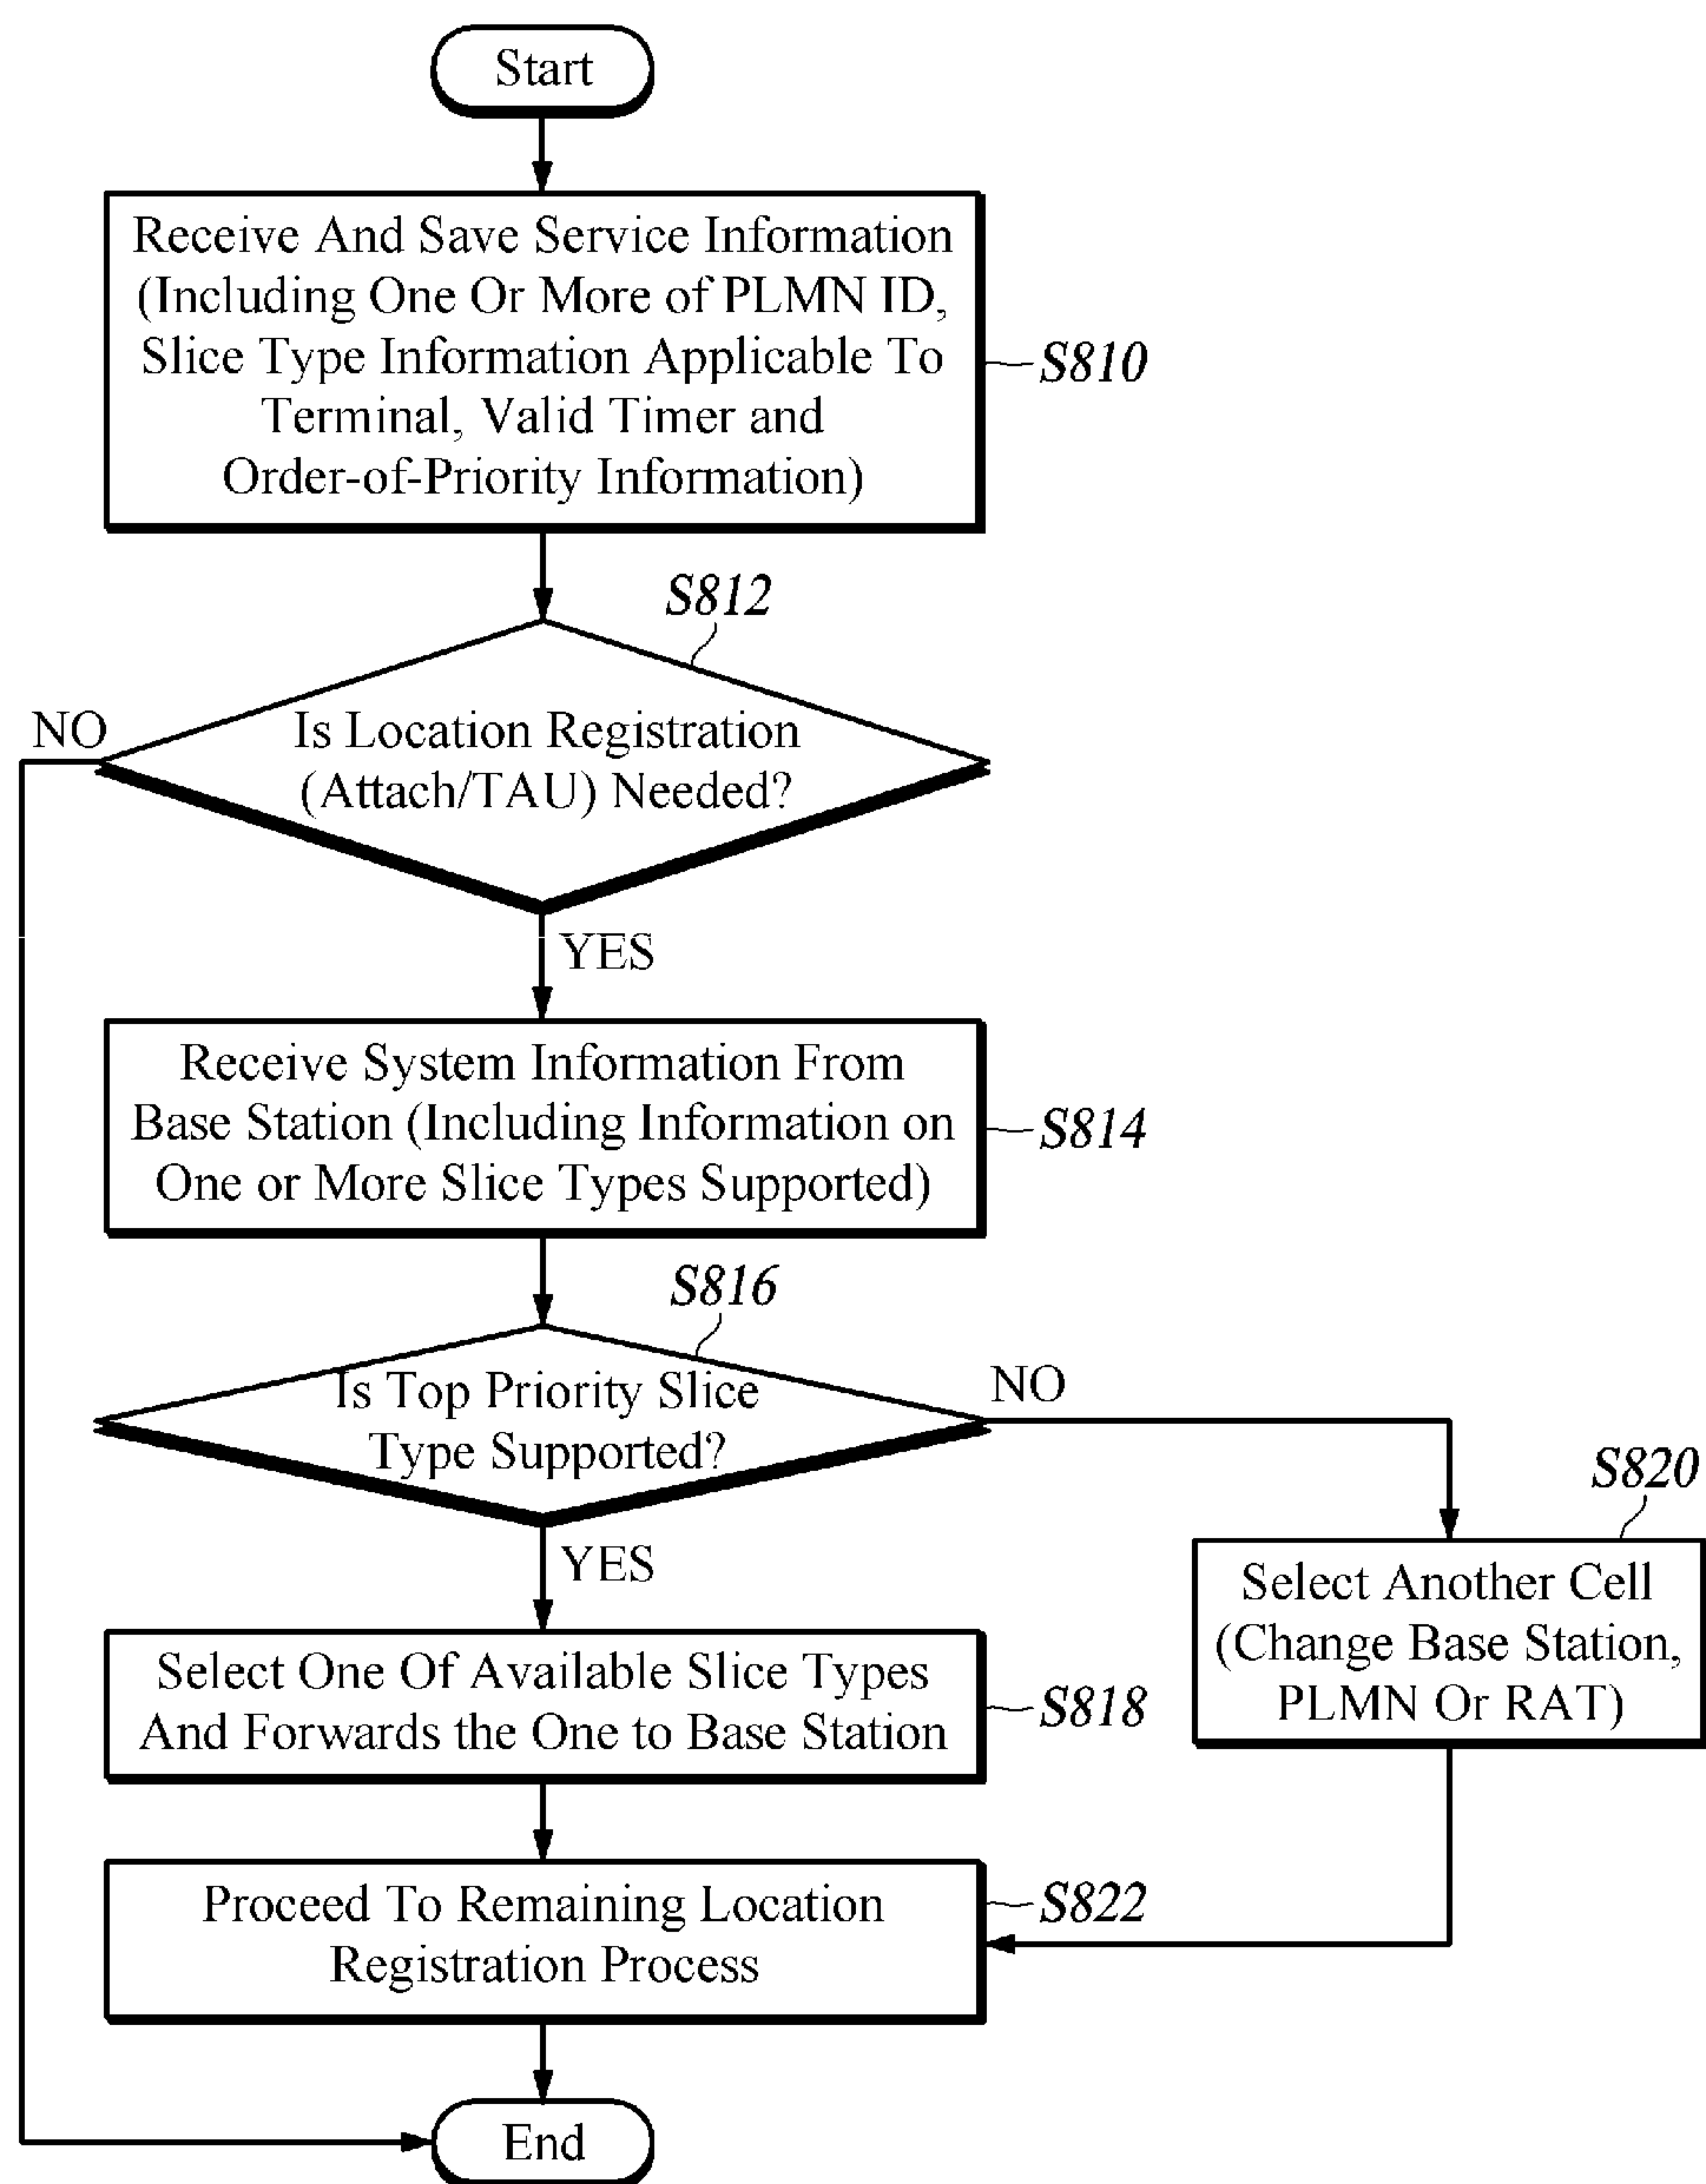 Start
Receive And Save Service Information
(Including One Or More of PLMN ID,
Slice Type Information Applicable To
Terminal, Valid Timer and
Order-of-Priority Information)
S810
S812
NO
Is Location Registration
(Attach/TAU) Needed?
YES
Receive System Information From
Base Station (Including Information on
One or More Slice Types Supported)
S814
S816
Is Top Priority Slice
Type Supported?
NO
YES
S820
Select Another Cell
(Change Base Station,
PLMN Or RAT)
Select One Of Available Slice Types
And Forwards the One to Base Station
S818
Proceed To Remaining Location
Registration Process
S822
End